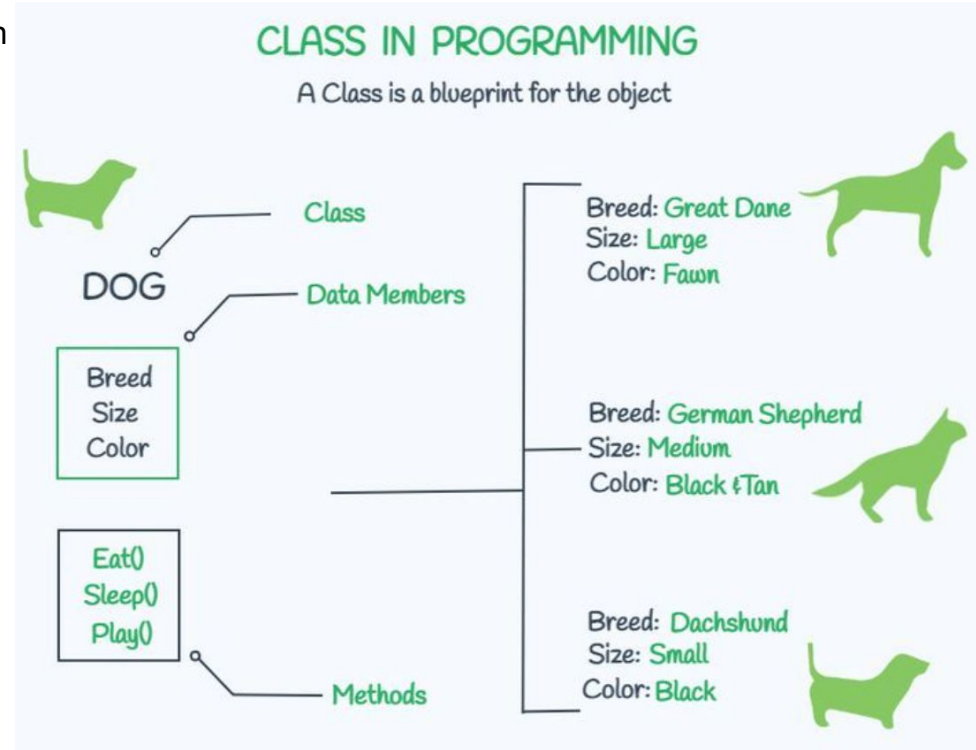 n
CLASS IN PROGRAMMING
A Class is a blueprint for the object
Class
DOG
Data Members
Breed
Size
Color
Eat()
Sleep()
Play()
Methods
Breed: Great Dane
Size: Large
Color: Fawn
Breed: German Shepherd
Size: Medium
Color: Black & Tan
Breed: Dachshund
Size: Small
Color: Black